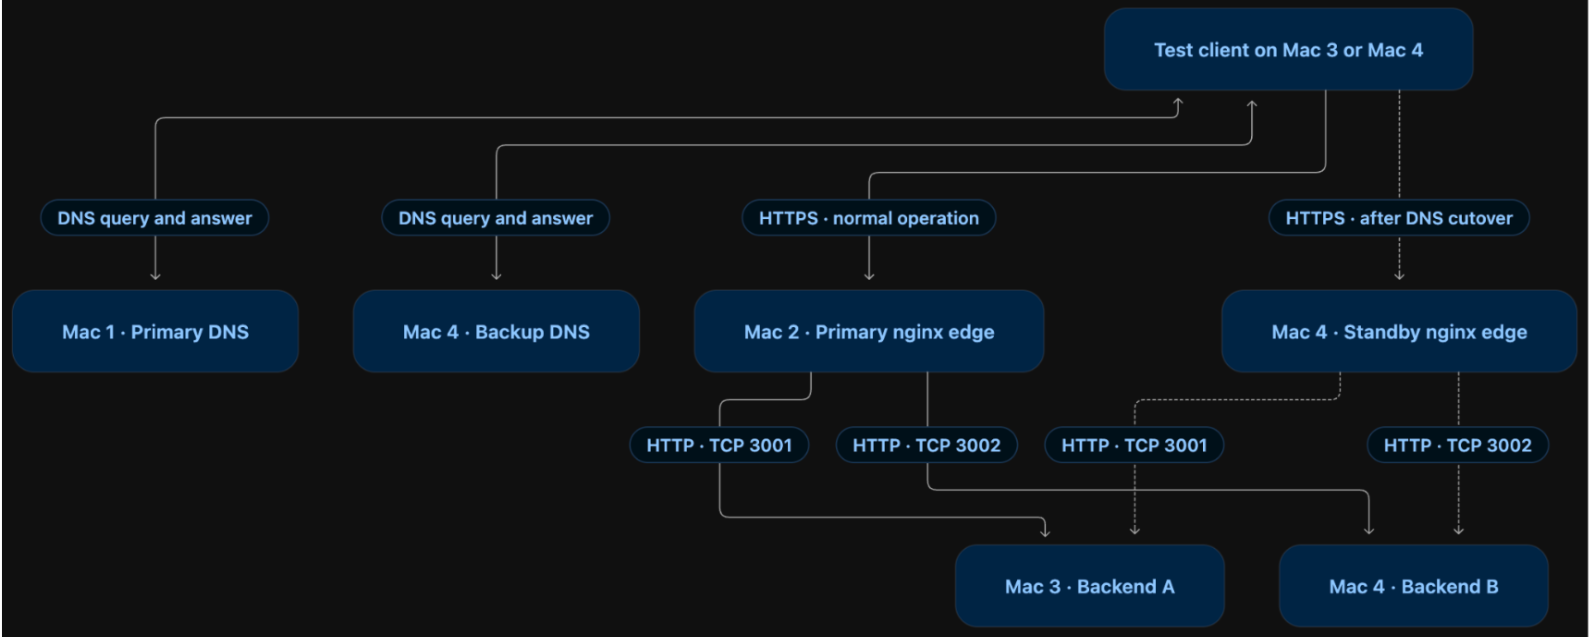 Test client on Mac 3 or Mac 4
DNS query and answer
DNS query and answer
HTTPS · normal operation
HTTPS · after DNS cutover
Mac 1 · Primary DNS
Mac 4 · Backup DNS
Mac 2 · Primary nginx edge
Mac 4 · Standby nginx edge
HTTP · TCP 3001
HTTP · TCP 3002
HTTP · TCP 3001
HTTP · TCP 3002
Mac 3 · Backend A
Mac 4 · Backend B